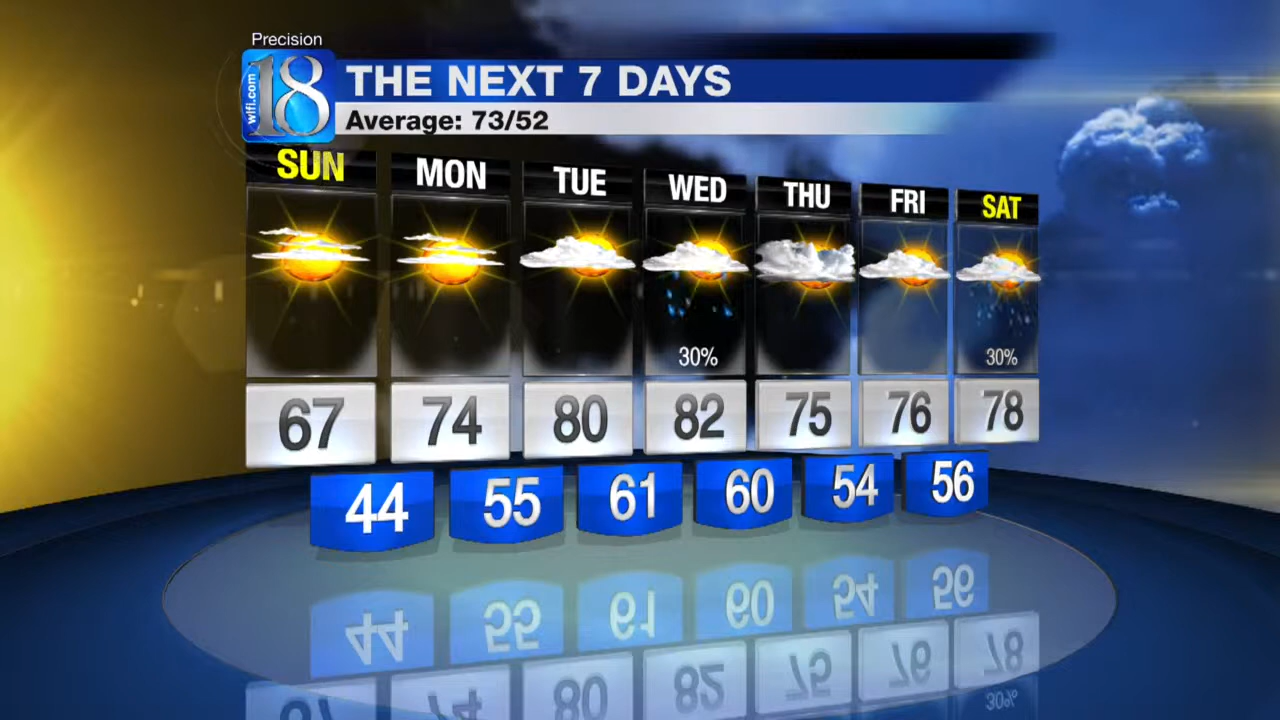 Precision
wlfi.com
18
THE NEXT 7 DAYS
Average: 73/52
SUN MON TUE WED THU FRI SAT
30% 30%
67 74 80 82 75 76 78
44 55 61 60 54 56